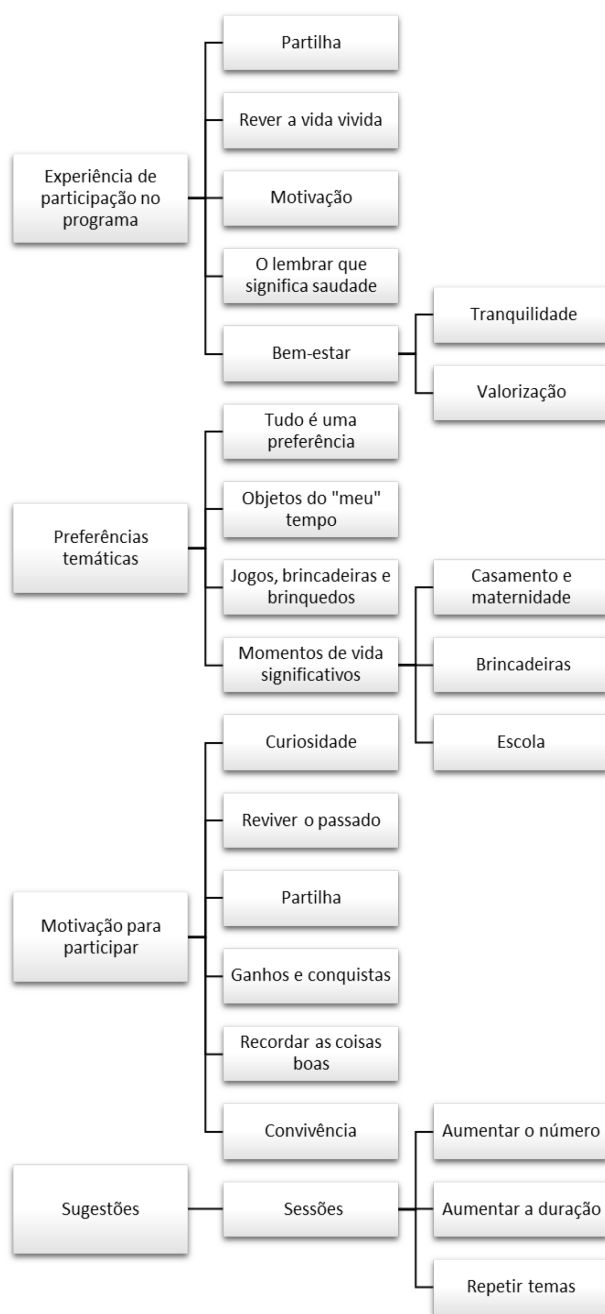 Experiência de
participação no
programa
Partilha
Rever a vida vivida
Motivação
O lembrar que
significa saudade
Bem-estar
Tranquilidade
Valorização
Preferências
temáticas
Tudo é uma
preferência
Objetos do "meu"
tempo
Jogos, brincadeiras e
brinquedos
Momentos de vida
significativos
Casamento e
maternidade
Brincadeiras
Escola
Motivação para
participar
Curiosidade
Reviver o passado
Partilha
Ganhos e conquistas
Recordar as coisas
boas
Convivência
Sugestões
Sessões
Aumentar o número
Aumentar a duração
Repetir temas